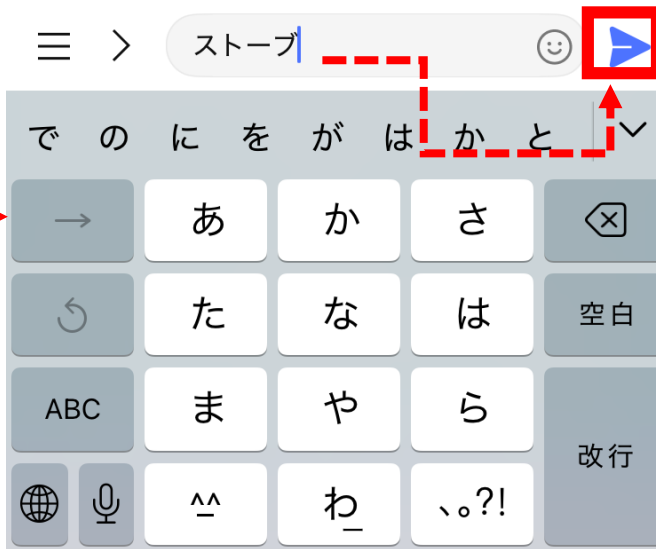 ストーブ
で の に を が は か と
→ あ か さ
た な は 空白
ABC ま や ら
改行
^_^ わ_ 、。?!